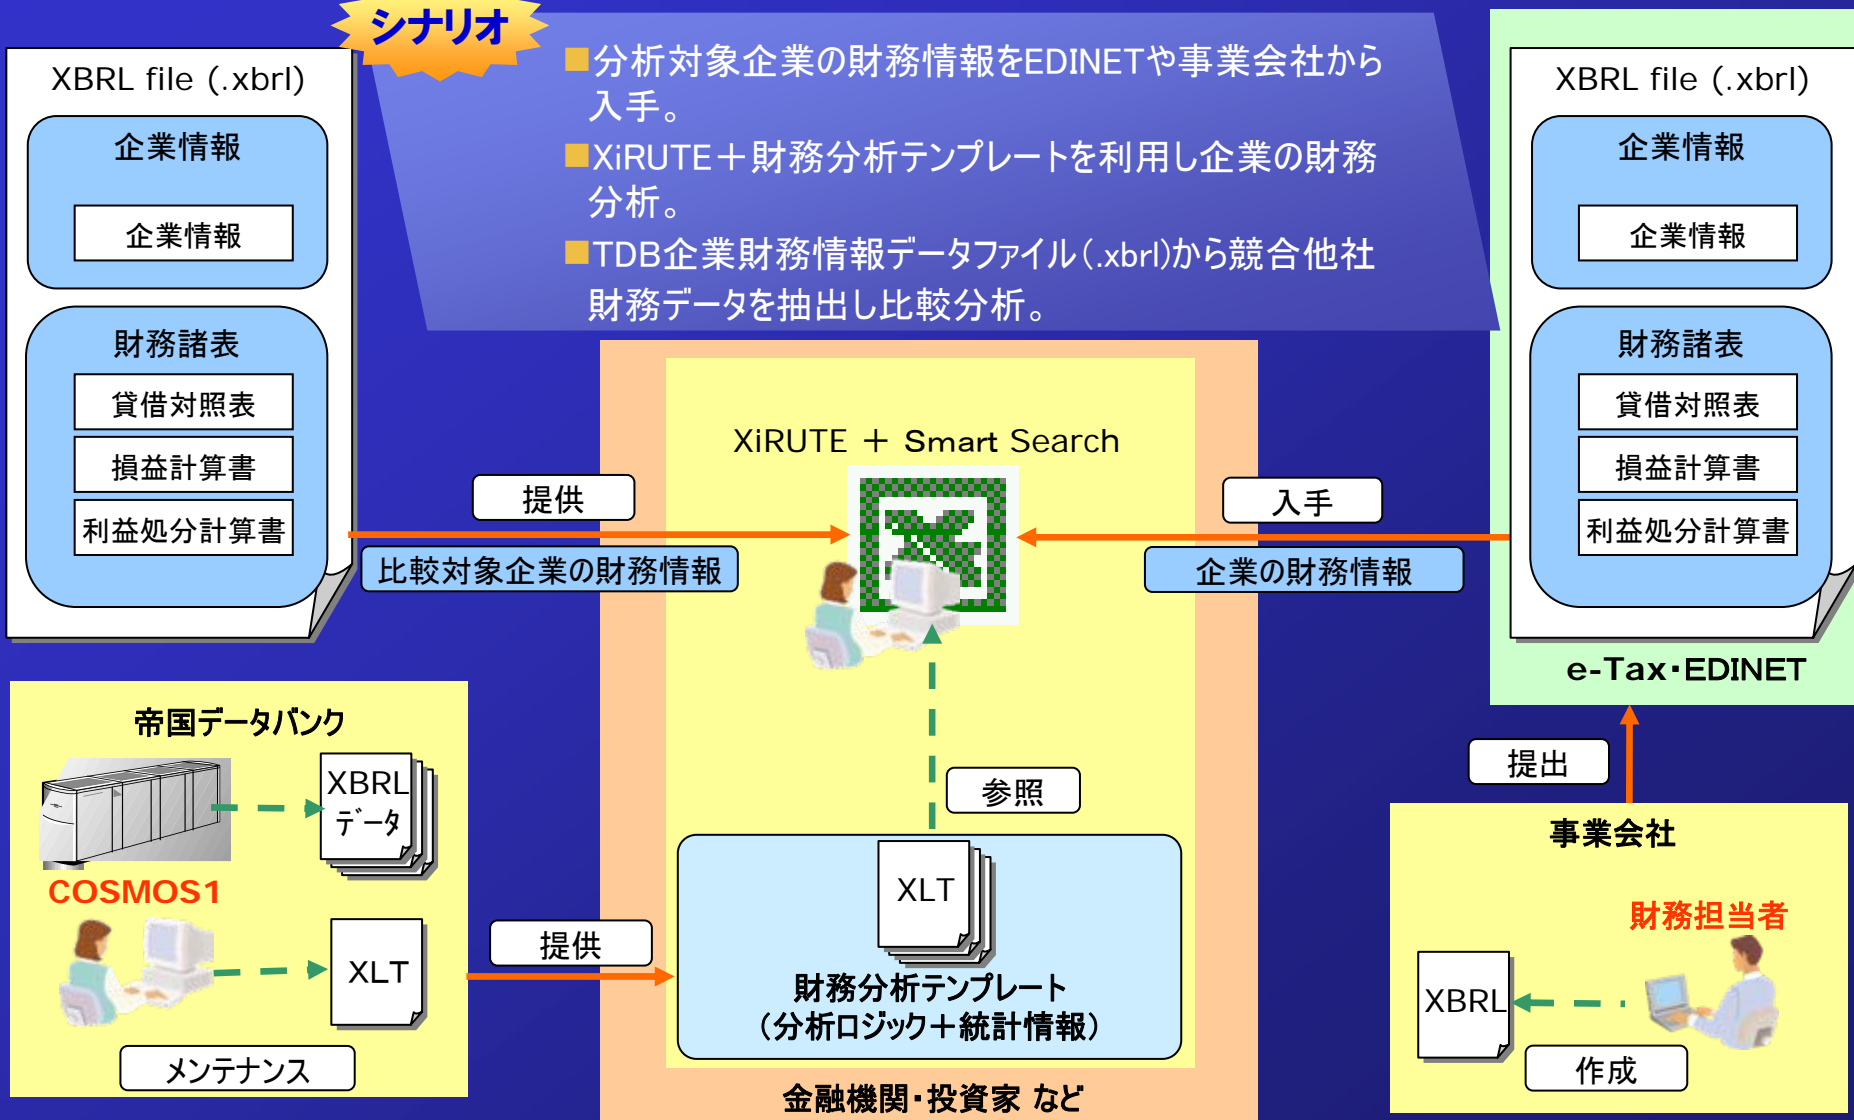 シナリオ
■分析対象企業の財務情報をEDINETや事業会社から
入手。
■XiRUTE＋財務分析テンプレートを利用し企業の財務
分析。
■TDB企業財務情報データファイル（.xbrl)から競合他社
財務データを抽出し比較分析。
XBRL file (.xbrl)
企業情報
企業情報
財務諸表
貸借対照表
損益計算書
利益処分計算書
XBRL file (.xbrl)
企業情報
企業情報
財務諸表
貸借対照表
損益計算書
利益処分計算書
e-Tax・EDINET
XiRUTE ＋ Smart Search
提供
比較対象企業の財務情報
入手
企業の財務情報
帝国データバンク
XBRL
データ
COSMOS1
XLT
メンテナンス
提供
参照
XLT
財務分析テンプレート
（分析ロジック＋統計情報）
金融機関・投資家 など
提出
事業会社
財務担当者
XBRL
作成